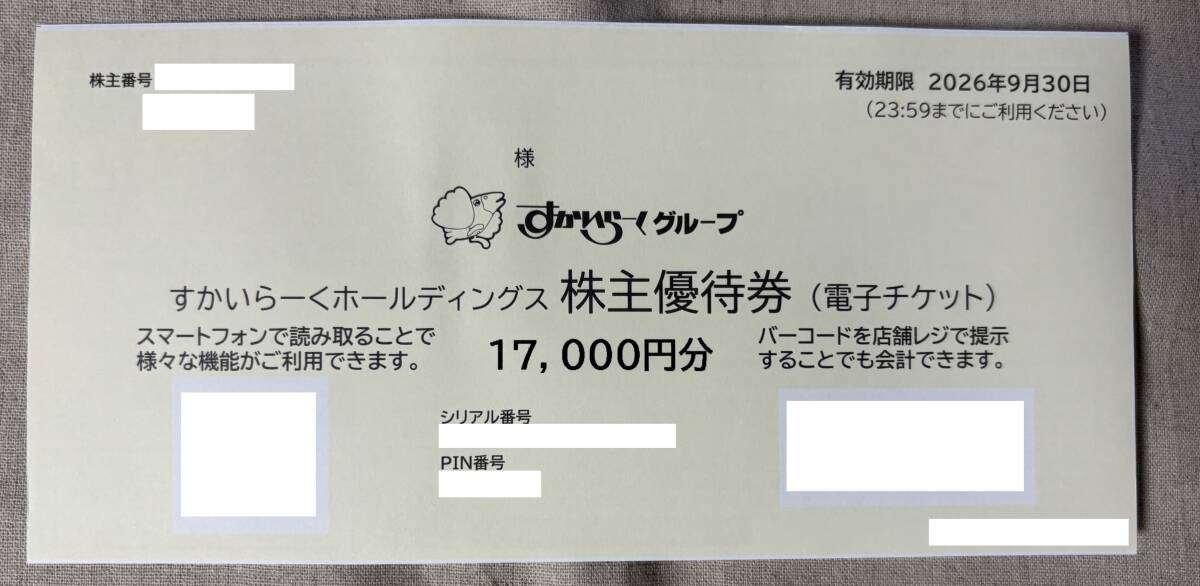 株主番号
有効期限 2026年9月30日
（23:59までにご利用ください）
様
すかいらーくグループ
すかいらーくホールディングス 株主優待券（電子チケット）
スマートフォンで読み取ることで
様々な機能がご利用できます。
17,000円分
バーコードを店舗レジで提示
することでも会計できます。
シリアル番号
PIN番号